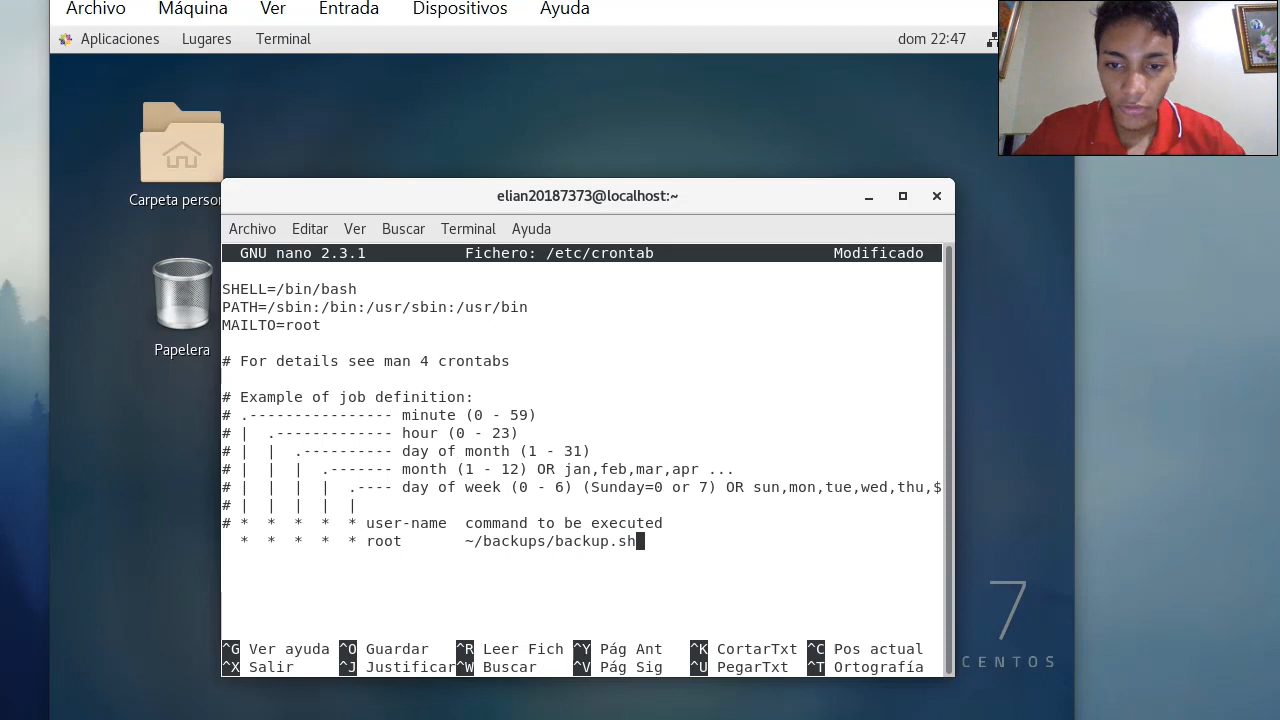 Archivo Máquina Ver Entrada Dispositivos Ayuda
Aplicaciones Lugares Terminal dom 22:47
Carpeta person
Papelera
elian20187373@localhost:~
Archivo Editar Ver Buscar Terminal Ayuda
GNU nano 2.3.1 Fichero: /etc/crontab Modificado
SHELL=/bin/bash
PATH=/sbin:/bin:/usr/sbin:/usr/bin
MAILTO=root
# For details see man 4 crontabs
# Example of job definition:
# .---------------- minute (0 - 59)
# |  .------------- hour (0 - 23)
# |  |  .---------- day of month (1 - 31)
# |  |  |  .------- month (1 - 12) OR jan,feb,mar,apr ...
# |  |  |  |  .---- day of week (0 - 6) (Sunday=0 or 7) OR sun,mon,tue,wed,thu,$
# |  |  |  |  |
# *  *  *  *  * user-name  command to be executed
  *  *  *  *  * root       ~/backups/backup.sh
^G Ver ayuda ^O Guardar ^R Leer Fich ^Y Pág Ant ^K CortarTxt ^C Pos actual
^X Salir ^J Justificar ^W Buscar ^V Pág Sig ^U PegarTxt ^T Ortografía
7
CENTOS